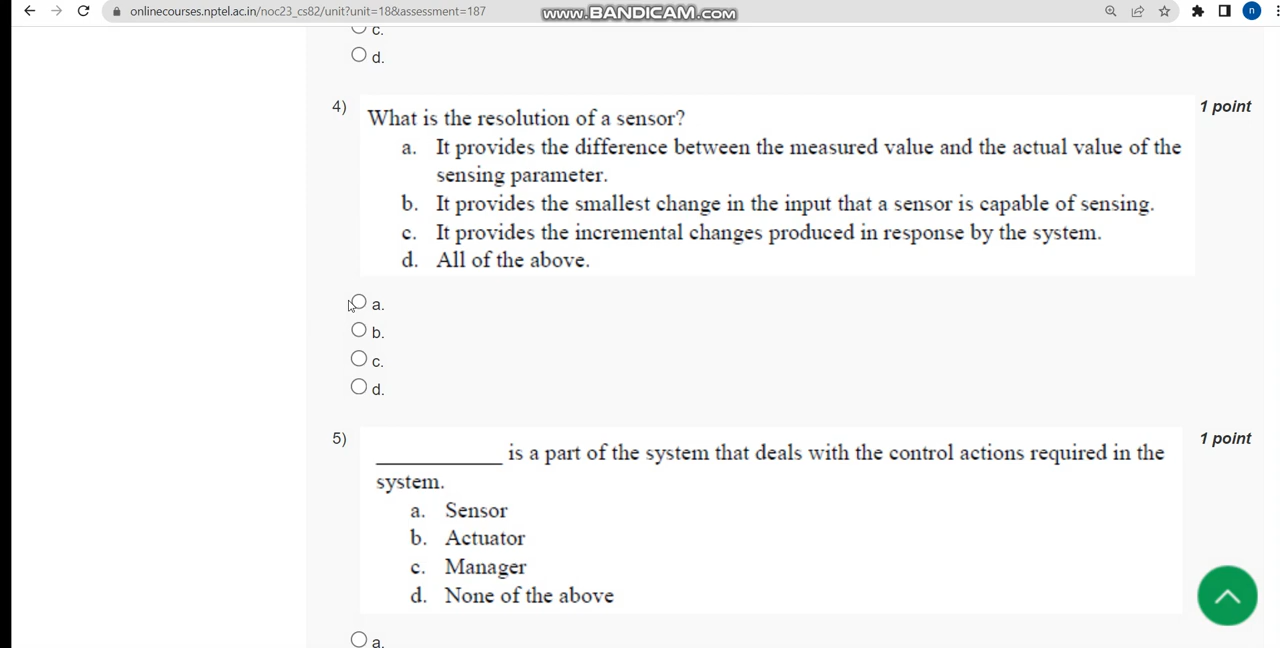 onlinecourses.nptel.ac.in/noc23_cs82/unit?unit=18&assessment=187
www.BANDICAM.com
n
c.
d.
4)
1 point
What is the resolution of a sensor?
a. It provides the difference between the measured value and the actual value of the
sensing parameter.
b. It provides the smallest change in the input that a sensor is capable of sensing.
c. It provides the incremental changes produced in response by the system.
d. All of the above.
a.
b.
c.
d.
5)
1 point
____________ is a part of the system that deals with the control actions required in the
system.
a. Sensor
b. Actuator
c. Manager
d. None of the above
a.